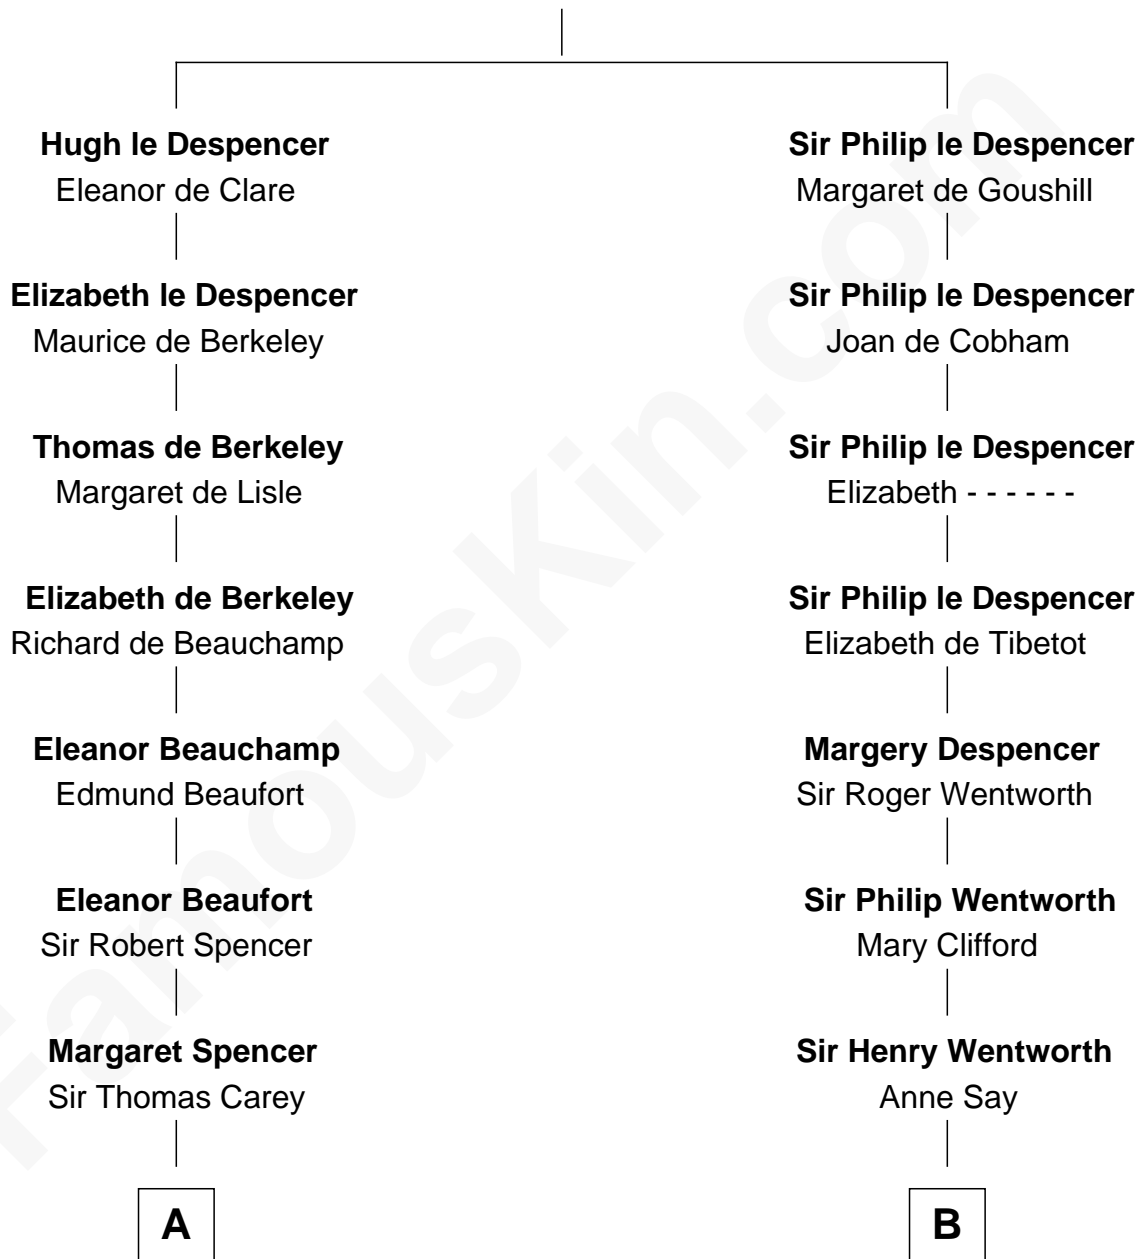 Hugh le Despencer
Eleanor de Clare
Elizabeth le Despencer
Maurice de Berkeley
Thomas de Berkeley
Margaret de Lisle
Elizabeth de Berkeley
Richard de Beauchamp
Eleanor Beauchamp
Edmund Beaufort
Eleanor Beaufort
Sir Robert Spencer
Margaret Spencer
Sir Thomas Carey
A
Sir Philip le Despencer
Margaret de Goushill
Sir Philip le Despencer
Joan de Cobham
Sir Philip le Despencer
Elizabeth - - - - - -
Sir Philip le Despencer
Elizabeth de Tibetot
Margery Despencer
Sir Roger Wentworth
Sir Philip Wentworth
Mary Clifford
Sir Henry Wentworth
Anne Say
B
FamousKin.com